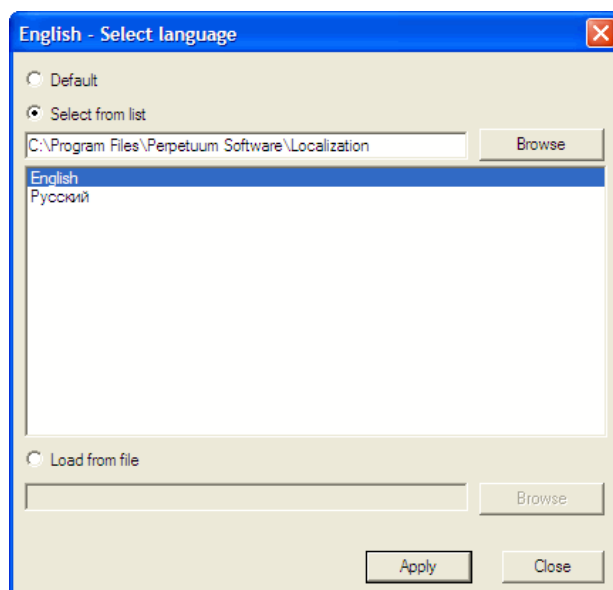 English - Select language
Default
Select from list
C:\Program Files\Perpetuum Software\Localization
Browse
English
Русский
Load from file
Browse
Apply
Close